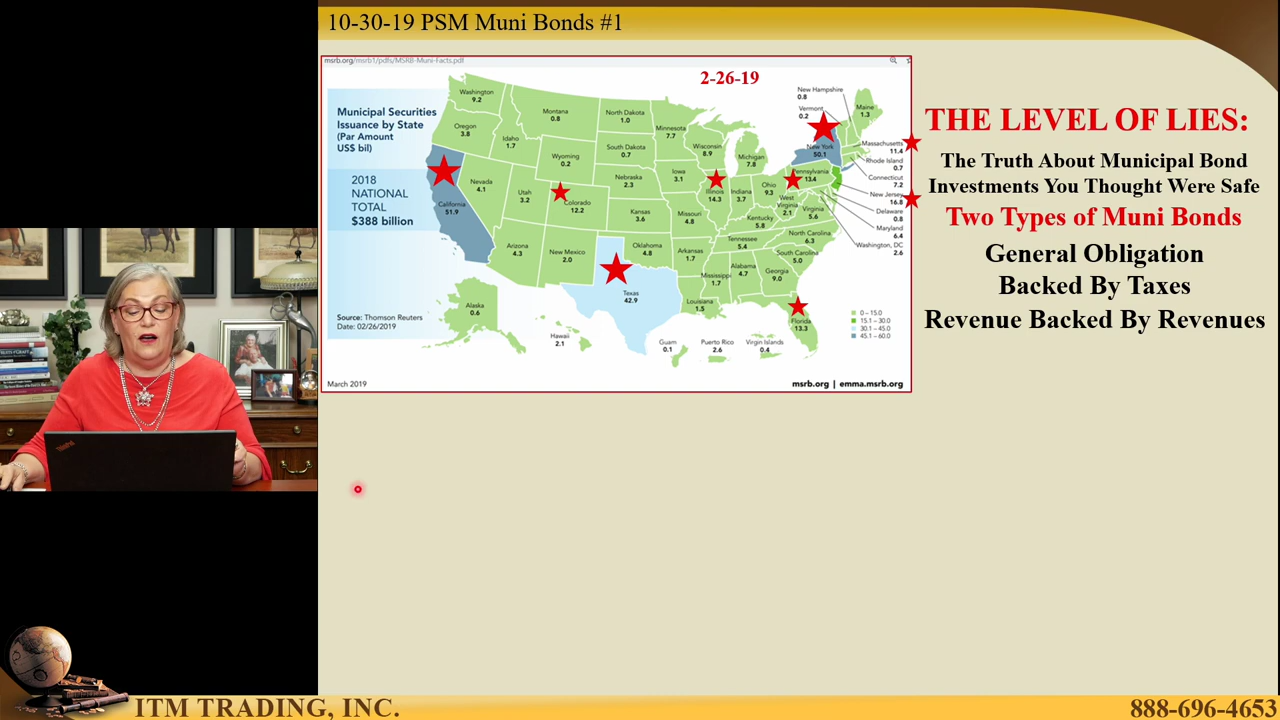 10-30-19 PSM Muni Bonds #1
msrb.org/msrb1/pdfs/MSRB-Muni-Facts.pdf
2-26-19
Municipal Securities
Issuance by State
(Par Amount
US$ bil)
2018
NATIONAL
TOTAL
$388 billion
Source: Thomson Reuters
Date: 02/26/2019
Washington
9.2
Oregon
3.8
California
51.9
Nevada
4.1
Idaho
1.7
Montana
0.8
Wyoming
0.2
Utah
3.2
Colorado
12.2
Arizona
4.3
New Mexico
2.0
North Dakota
1.0
South Dakota
0.7
Nebraska
2.3
Kansas
3.6
Oklahoma
4.8
Texas
42.9
Minnesota
7.7
Iowa
3.1
Missouri
4.8
Arkansas
1.7
Louisiana
1.5
Wisconsin
8.9
Illinois
14.3
Michigan
7.8
Indiana
3.7
Ohio
9.3
Kentucky
5.8
Tennessee
5.4
Mississippi
1.7
Alabama
4.7
Georgia
9.0
Florida
13.3
South Carolina
5.0
North Carolina
6.3
Virginia
5.6
West
Virginia
2.1
Pennsylvania
13.4
New York
50.1
Vermont
0.2
New Hampshire
0.8
Maine
1.3
Massachusetts
11.4
Rhode Island
0.7
Connecticut
7.2
New Jersey
16.8
Delaware
0.8
Maryland
6.4
Washington, DC
2.6
Alaska
0.6
Hawaii
2.1
Guam
0.1
Puerto Rico
2.6
Virgin Islands
0.4
0 – 15.0
15.1 – 30.0
30.1 – 45.0
45.1 – 60.0
March 2019
msrb.org | emma.msrb.org
THE LEVEL OF LIES:
The Truth About Municipal Bond
Investments You Thought Were Safe
Two Types of Muni Bonds
General Obligation
Backed By Taxes
Revenue Backed By Revenues
ThinkPad
ITM TRADING, INC.
888-696-4653